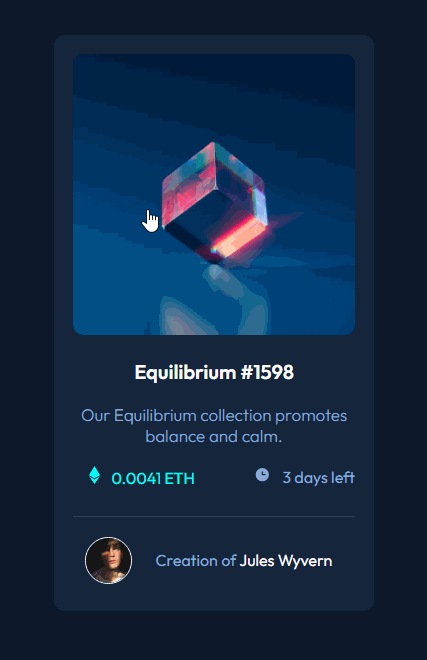 Equilibrium #1598
Our Equilibrium collection promotes
balance and calm.
0.0041 ETH 3 days left
Creation of Jules Wyvern